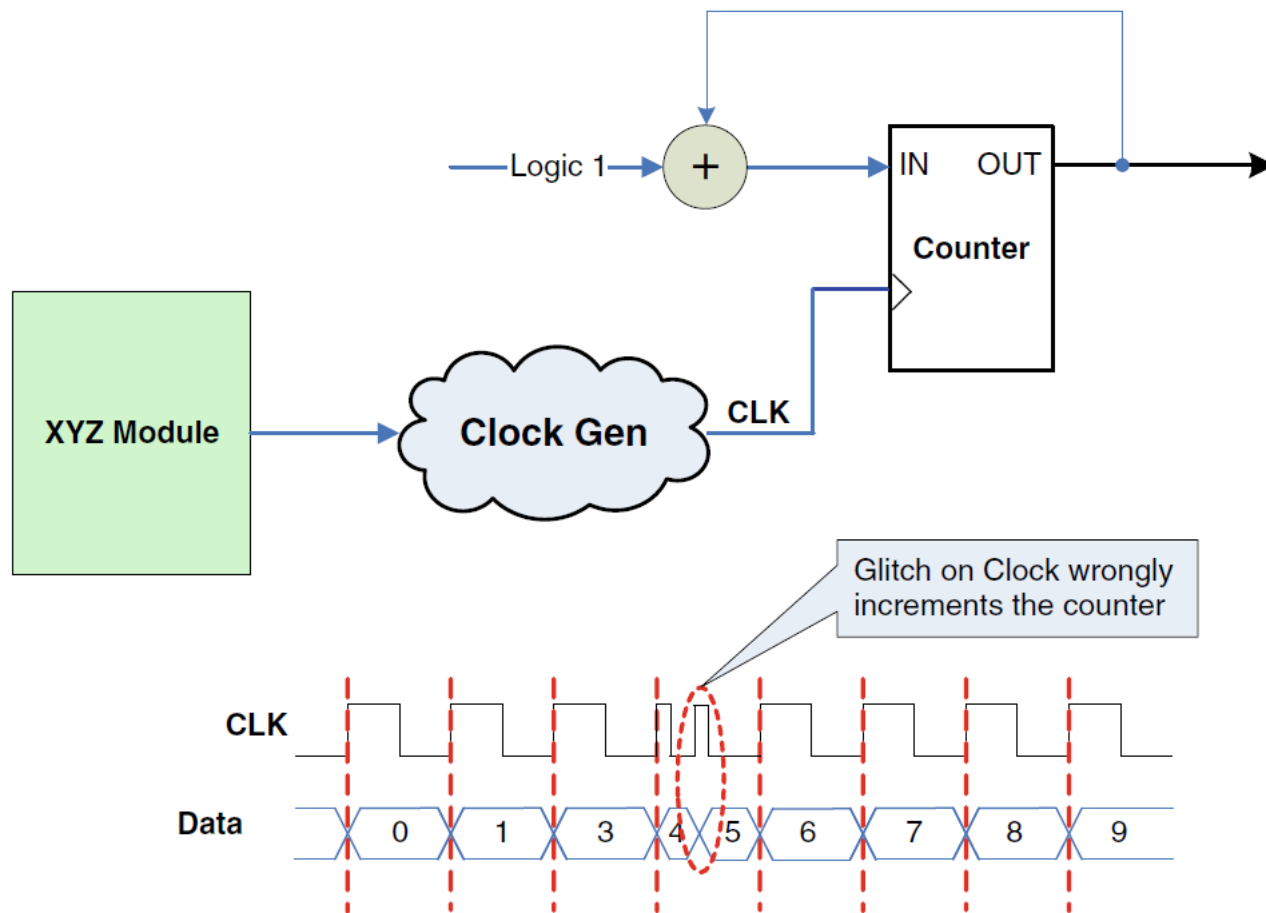 Logic 1
+
IN OUT
Counter
XYZ Module
Clock Gen
CLK
Glitch on Clock wrongly
increments the counter
CLK
Data
0 1 3 4 5 6 7 8 9